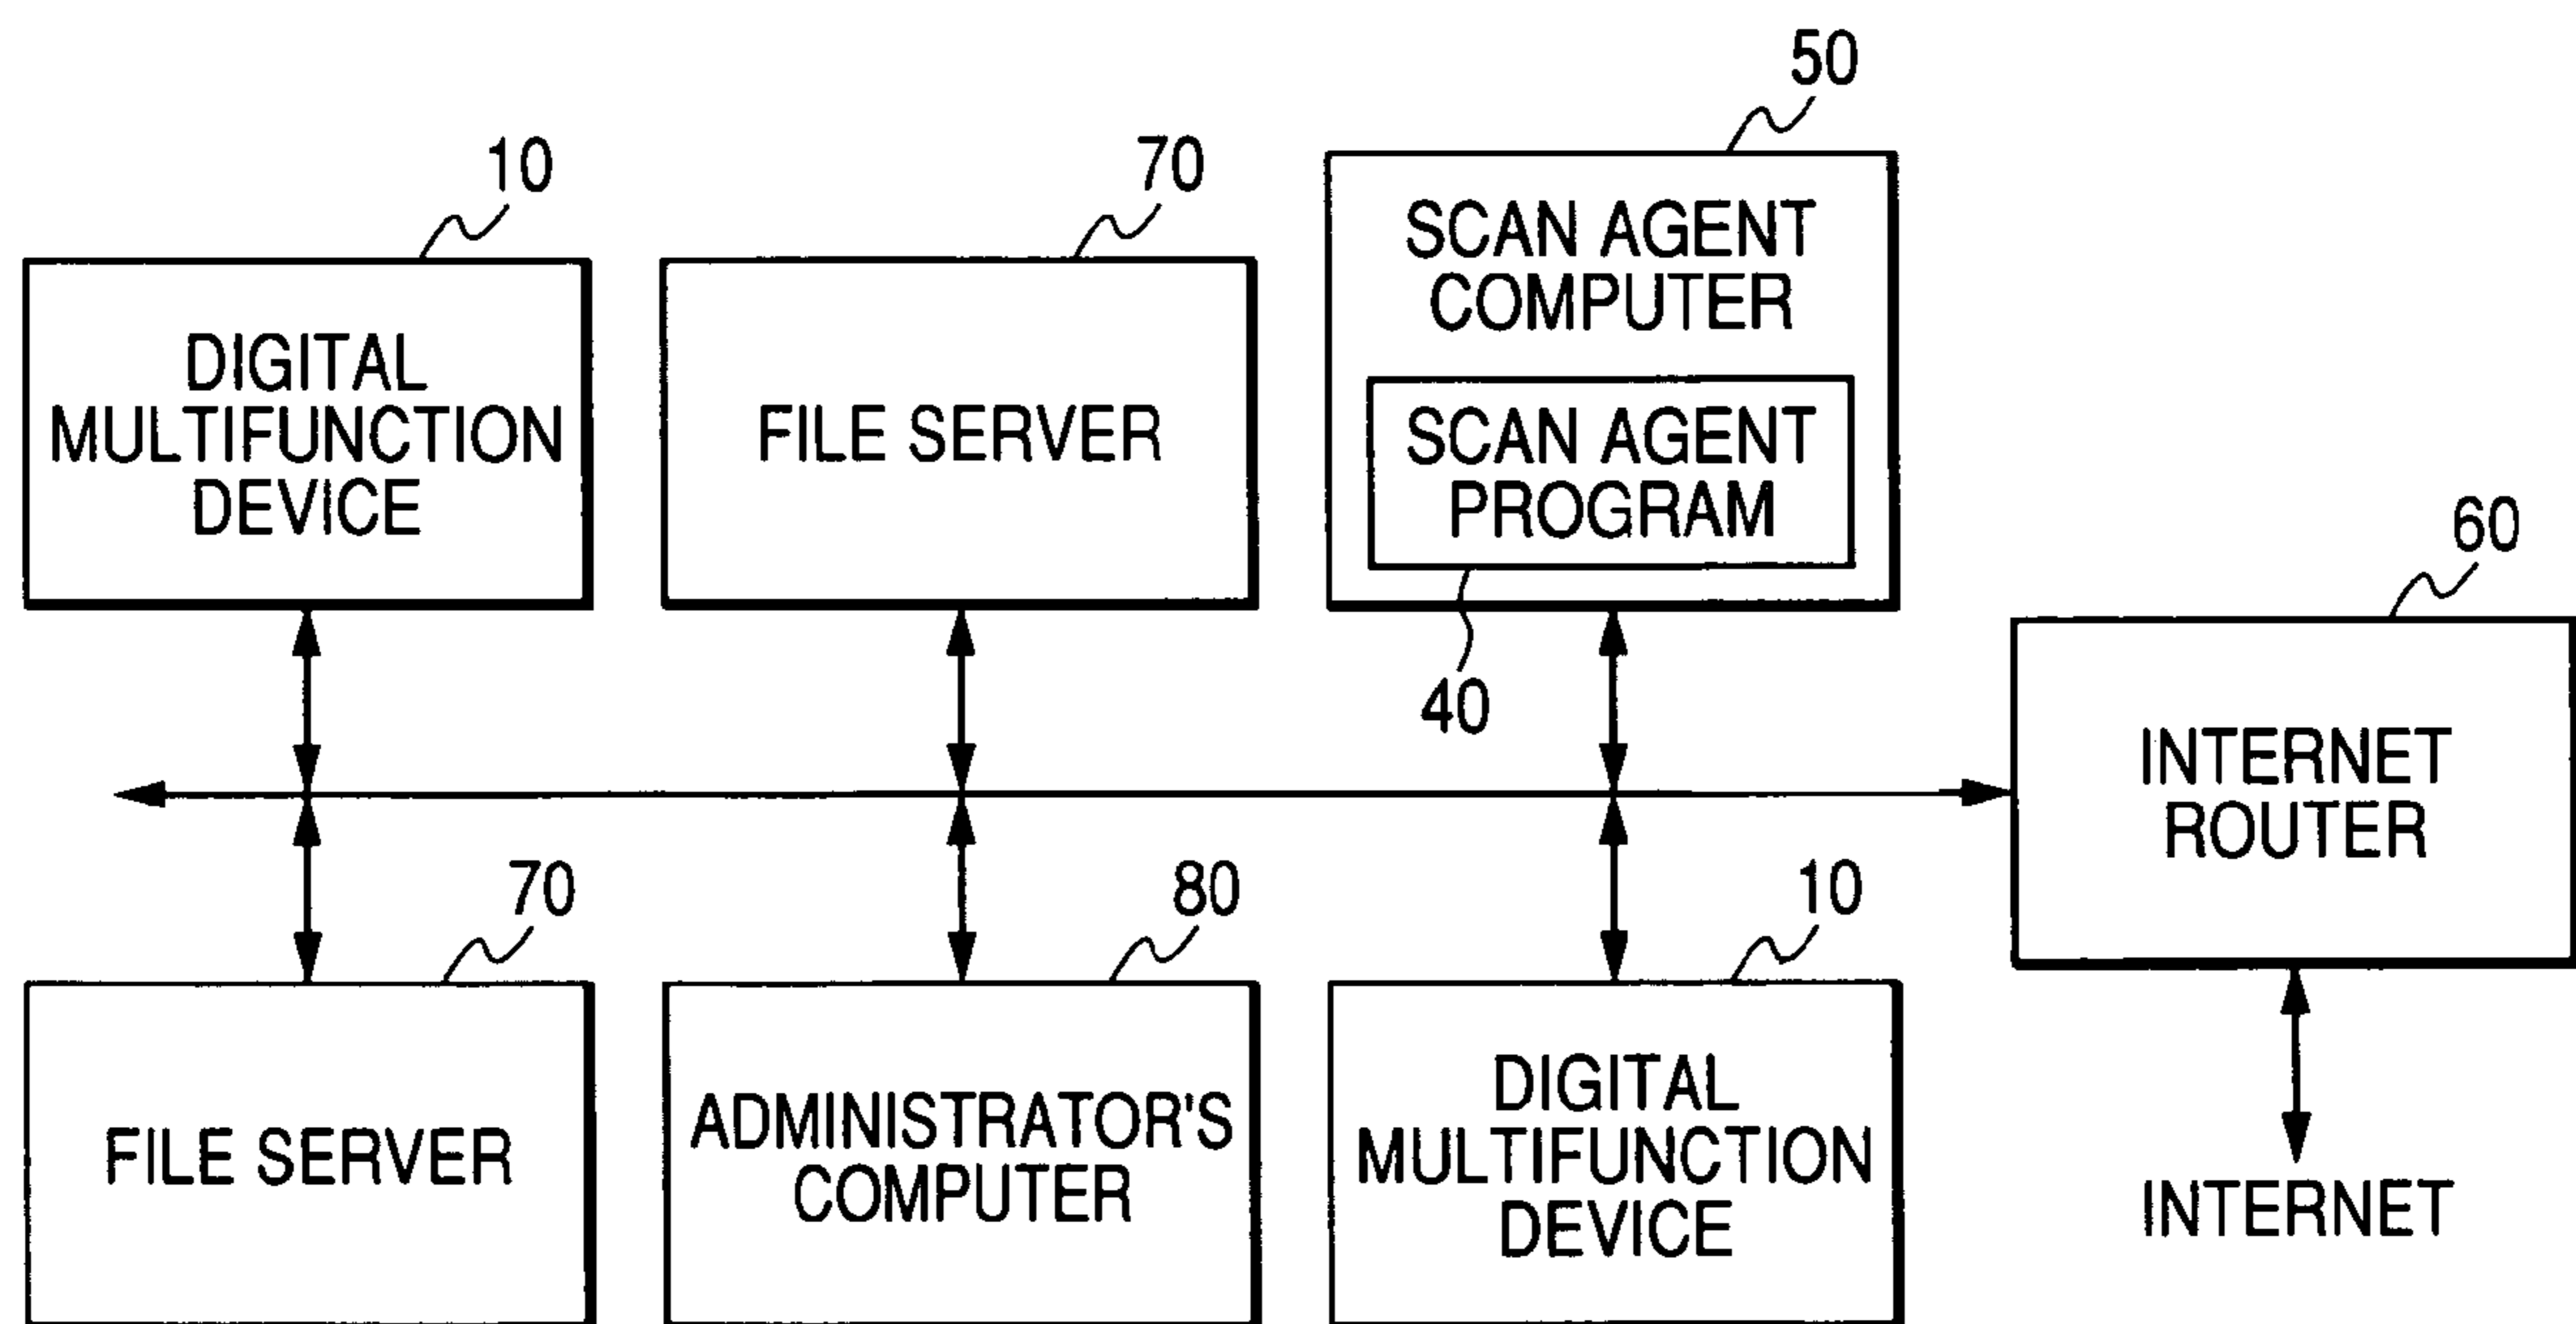 50
10
70
SCAN AGENT
COMPUTER
DIGITAL
MULTIFUNCTION
DEVICE
FILE SERVER
SCAN AGENT
PROGRAM
60
40
INTERNET
ROUTER
70
80
10
FILE SERVER
ADMINISTRATOR'S
COMPUTER
DIGITAL
MULTIFUNCTION
DEVICE
INTERNET